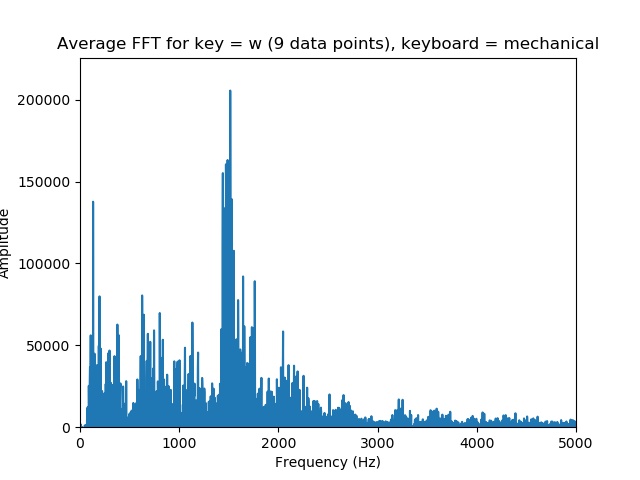 Average FFT for key = w (9 data points), keyboard = mechanical
200000
150000
100000
50000
0
Amplitude
0 1000 2000 3000 4000 5000
Frequency (Hz)